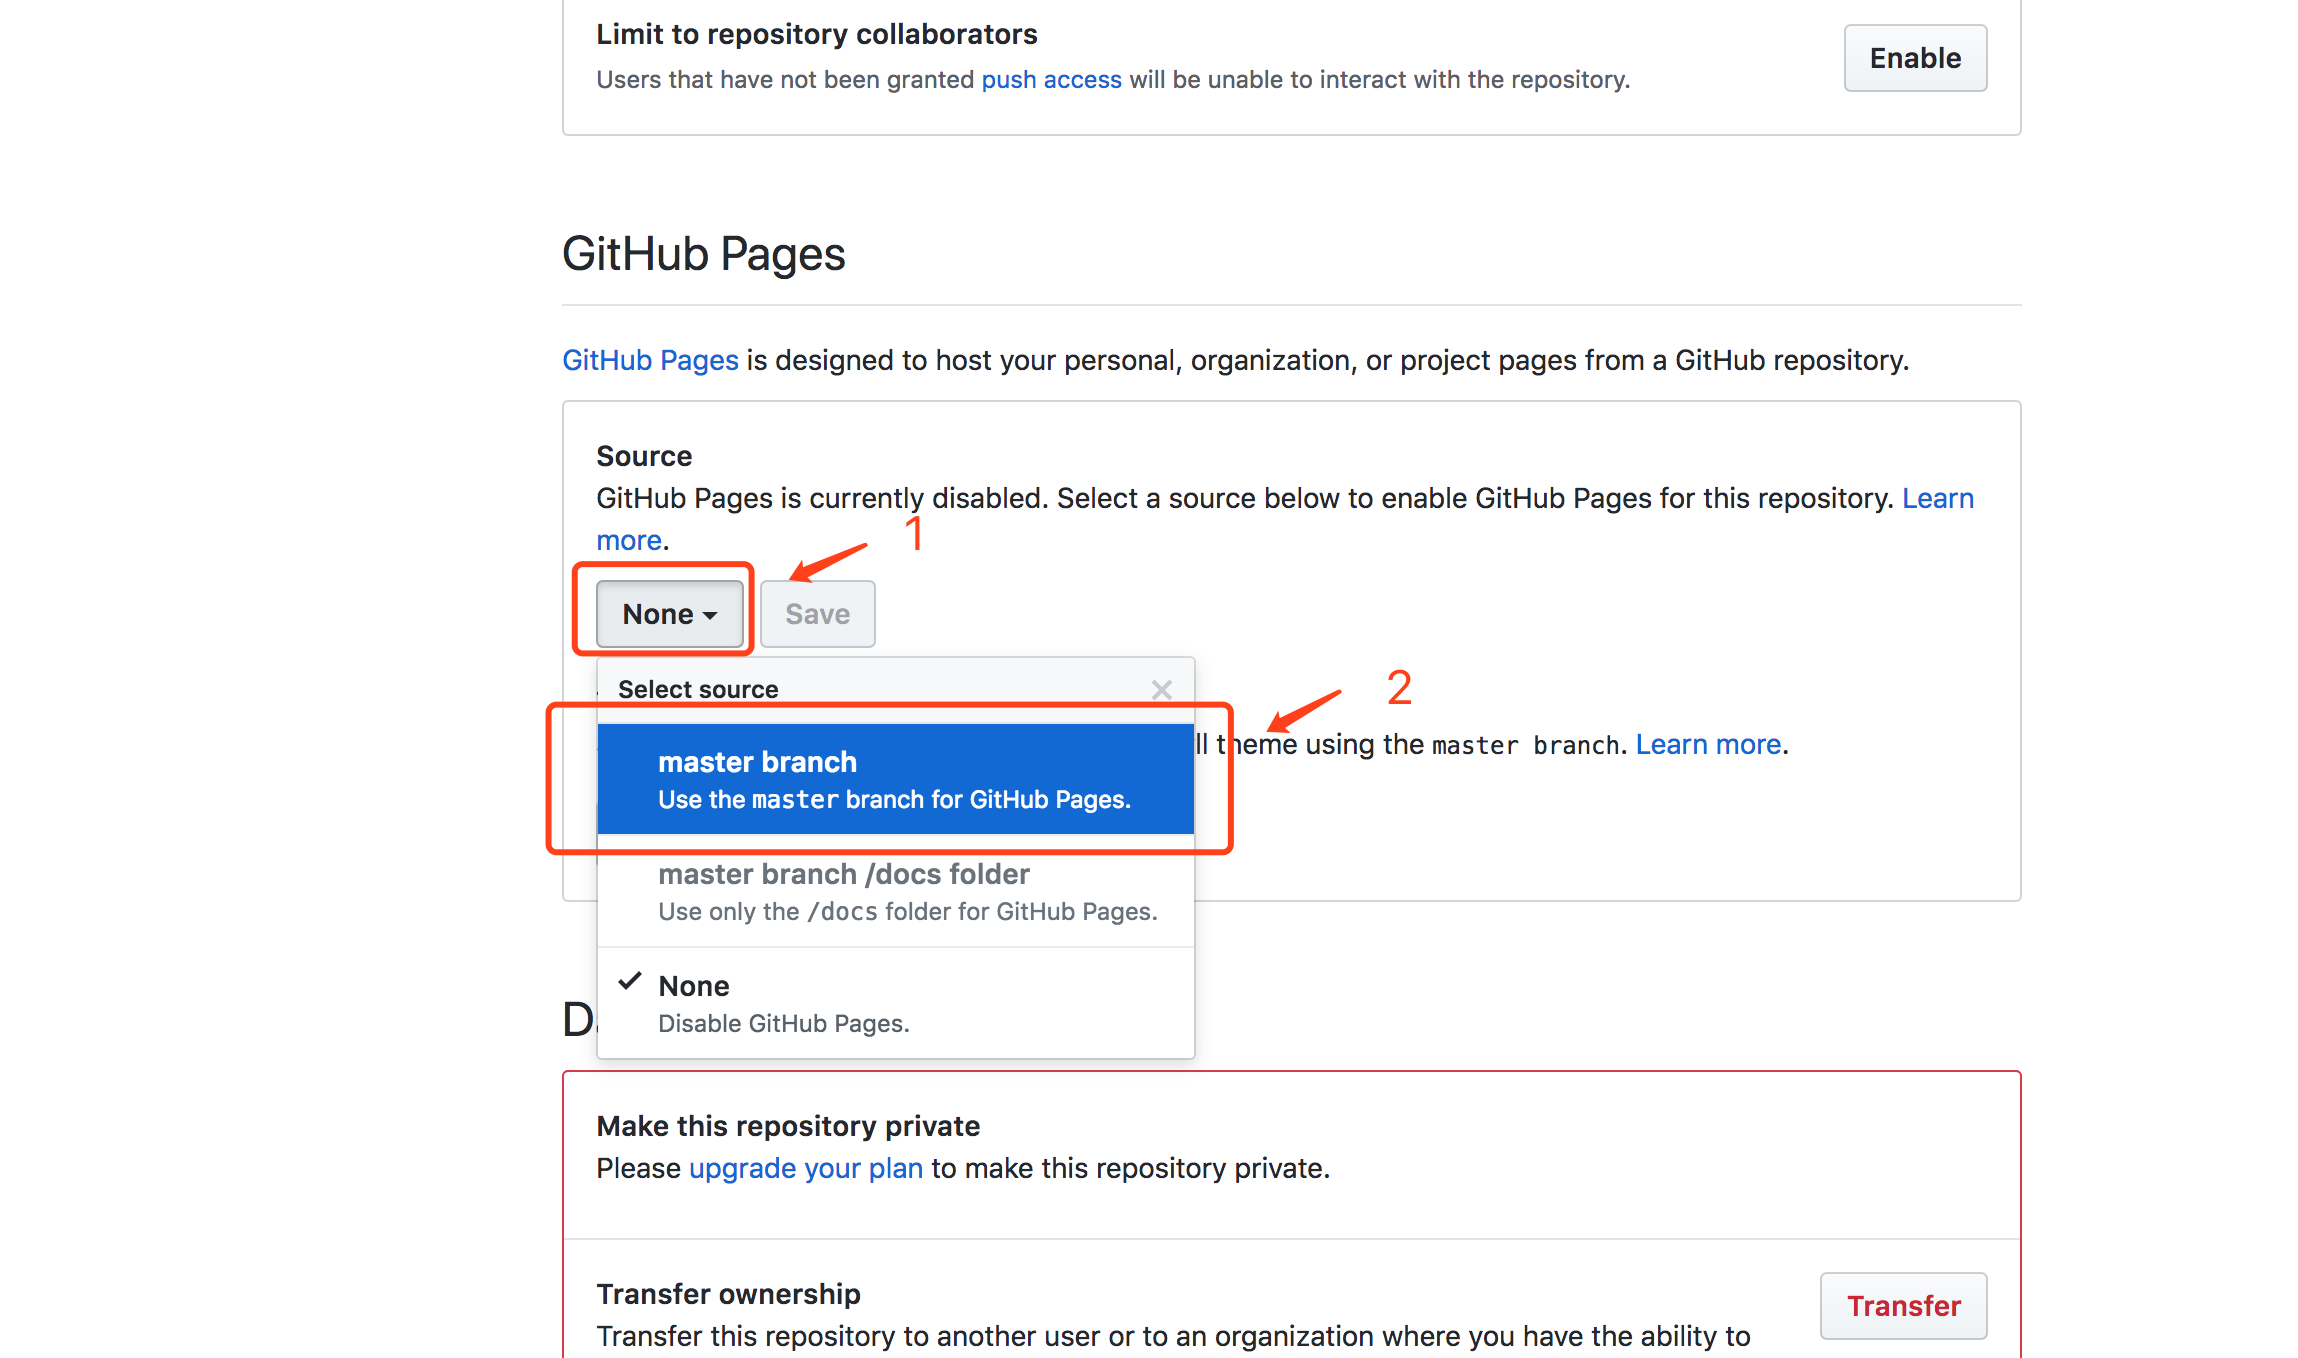 Limit to repository collaborators
Users that have not been granted push access will be unable to interact with the repository.
Enable
GitHub Pages
GitHub Pages is designed to host your personal, organization, or project pages from a GitHub repository.
Source
GitHub Pages is currently disabled. Select a source below to enable GitHub Pages for this repository. Learn
more.
1
None
Save
Select source
2
master branch
Use the master branch for GitHub Pages.
theme using the master branch. Learn more.
master branch /docs folder
Use only the /docs folder for GitHub Pages.
None
Disable GitHub Pages.
Make this repository private
Please upgrade your plan to make this repository private.
Transfer ownership
Transfer this repository to another user or to an organization where you have the ability to
Transfer